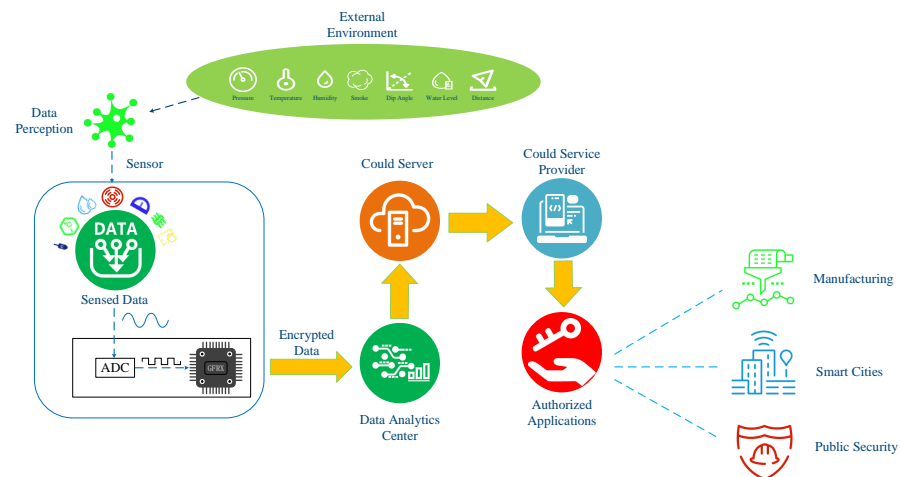 External
Environment
Pressure
Temperature
Humidity
Smoke
Dip Angle
Water Level
Distance
Data
Perception
Sensor
DATA
Sensed Data
ADC
GFRX
Encrypted
Data
Could Server
Could Service
Provider
Data Analytics
Center
Authorized
Applications
Manufacturing
Smart Cities
Public Security